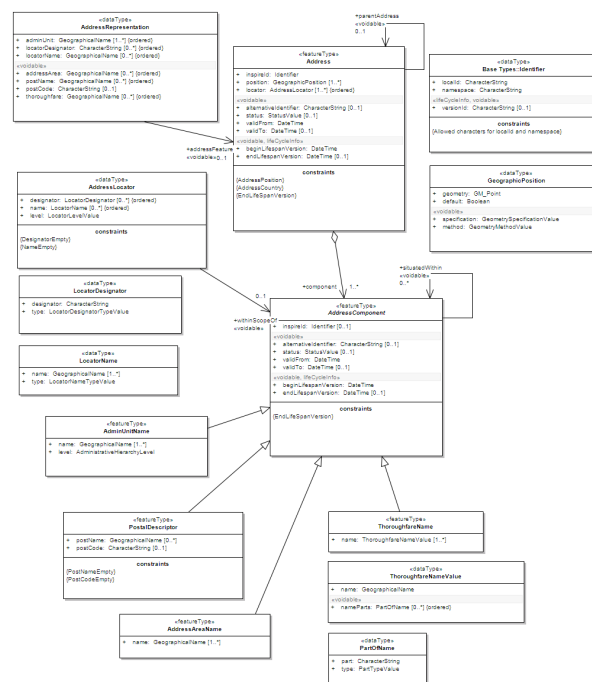 «dataType»
AddressRepresentation
+ adminUnit: GeographicalName [1..*] {ordered}
+ locatorDesignator: CharacterString [0..*] {ordered}
+ locatorName: GeographicalName [0..*] {ordered}
«voidable»
+ addressArea: GeographicalName [0..*] {ordered}
+ postName: GeographicalName [0..*] {ordered}
+ postCode: CharacterString [0..1]
+ thoroughfare: GeographicalName [0..*] {ordered}
+parentAddress
«voidable»
0..1
«featureType»
Address
+ inspireId: Identifier
+ position: GeographicPosition [1..*]
+ locator: AddressLocator [1..*] {ordered}
«voidable»
+ alternativeIdentifier: CharacterString [0..1]
+ status: StatusValue [0..1]
+ validFrom: DateTime
+ validTo: DateTime [0..1]
«voidable, lifeCycleInfo»
+ beginLifespanVersion: DateTime
+ endLifespanVersion: DateTime [0..1]
constraints
{AddressPosition}
{AddressCountry}
{EndLifeSpanVersion}
+addressFeature
«voidable» 0..1
«dataType»
Base Types::Identifier
+ localId: CharacterString
+ namespace: CharacterString
«lifeCycleInfo, voidable»
+ versionId: CharacterString [0..1]
constraints
{Allowed characters for localId and namespace}
«dataType»
GeographicPosition
+ geometry: GM_Point
+ default: Boolean
«voidable»
+ specification: GeometrySpecificationValue
+ method: GeometryMethodValue
«dataType»
AddressLocator
+ designator: LocatorDesignator [0..*] {ordered}
+ name: LocatorName [0..*] {ordered}
+ level: LocatorLevelValue
constraints
{DesignatorEmpty}
{NameEmpty}
«dataType»
LocatorDesignator
+ designator: CharacterString
+ type: LocatorDesignatorTypeValue
«dataType»
LocatorName
+ name: GeographicalName [1..*]
+ type: LocatorNameTypeValue
0..1
+withinScopeOf
«voidable»
+component 1..*
+situatedWithin
«voidable»
0..*
«featureType»
AddressComponent
+ inspireId: Identifier [0..1]
«voidable»
+ alternativeIdentifier: CharacterString [0..1]
+ status: StatusValue [0..1]
+ validFrom: DateTime
+ validTo: DateTime [0..1]
«voidable, lifeCycleInfo»
+ beginLifespanVersion: DateTime
+ endLifespanVersion: DateTime [0..1]
constraints
{EndLifeSpanVersion}
«featureType»
AdminUnitName
+ name: GeographicalName [1..*]
+ level: AdministrativeHierarchyLevel
«featureType»
PostalDescriptor
+ postName: GeographicalName [0..*]
+ postCode: CharacterString [0..1]
constraints
{PostNameEmpty}
{PostCodeEmpty}
«featureType»
AddressAreaName
+ name: GeographicalName [1..*]
«featureType»
ThoroughfareName
+ name: ThoroughfareNameValue [1..*]
«dataType»
ThoroughfareNameValue
+ name: GeographicalName
«voidable»
+ nameParts: PartOfName [0..*] {ordered}
«dataType»
PartOfName
+ part: CharacterString
+ type: PartTypeValue